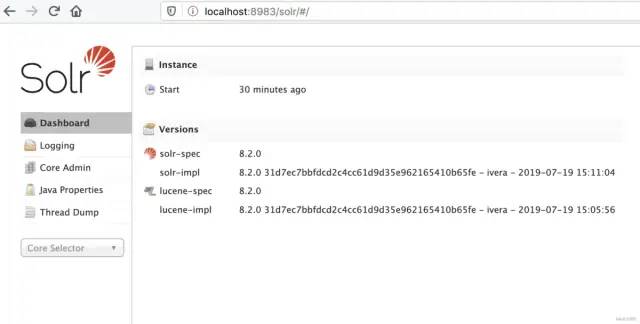 localhost:8983/solr/#/
Solr
Instance
Start 30 minutes ago
Dashboard
Logging
Core Admin
Java Properties
Thread Dump
Core Selector
Versions
solr-spec 8.2.0
solr-impl 8.2.0 31d7ec7bbfdcd2c4cc61d9d35e962165410b65fe - ivera - 2019-07-19 15:11:04
lucene-spec 8.2.0
lucene-impl 8.2.0 31d7ec7bbfdcd2c4cc61d9d35e962165410b65fe - ivera - 2019-07-19 15:05:56